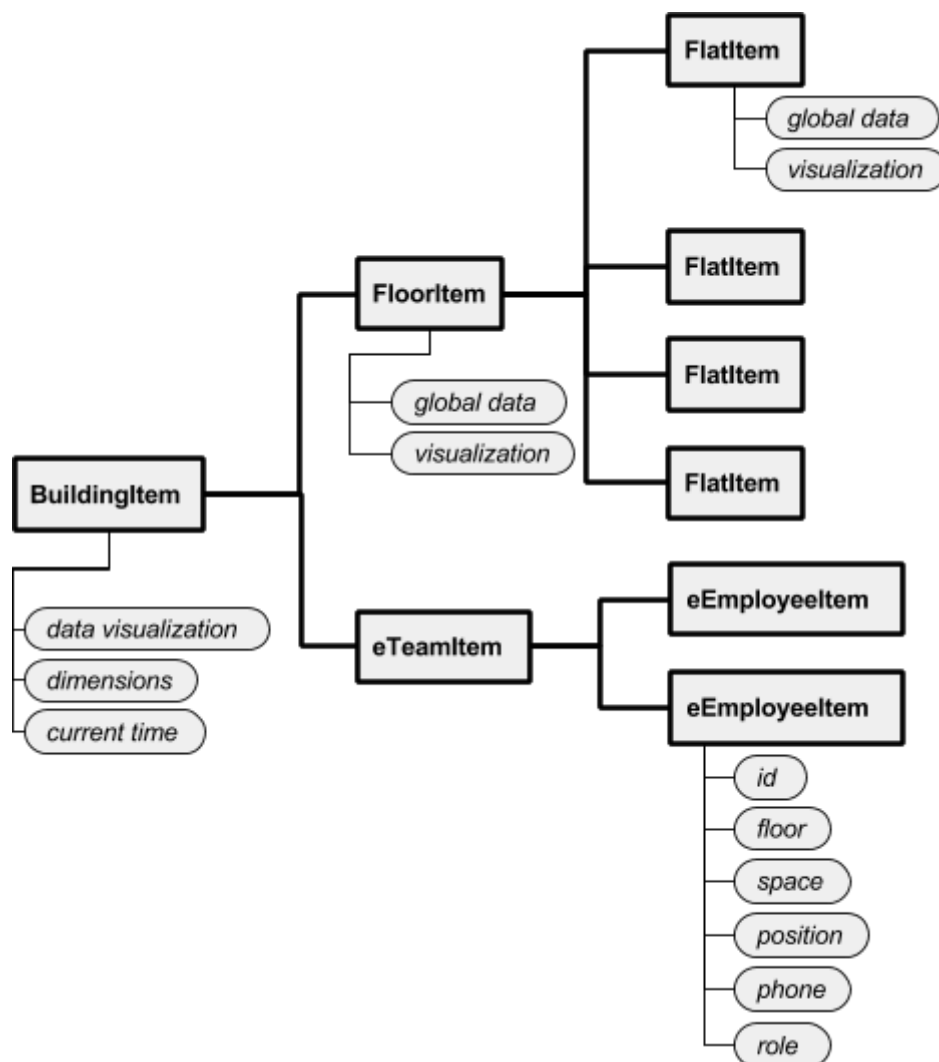 FlatItem
global data
visualization
FlatItem
FloorItem
FlatItem
global data
visualization
FlatItem
BuildingItem
data visualization
dimensions
current time
eTeamItem
eEmployeeItem
eEmployeeItem
id
floor
space
position
phone
role